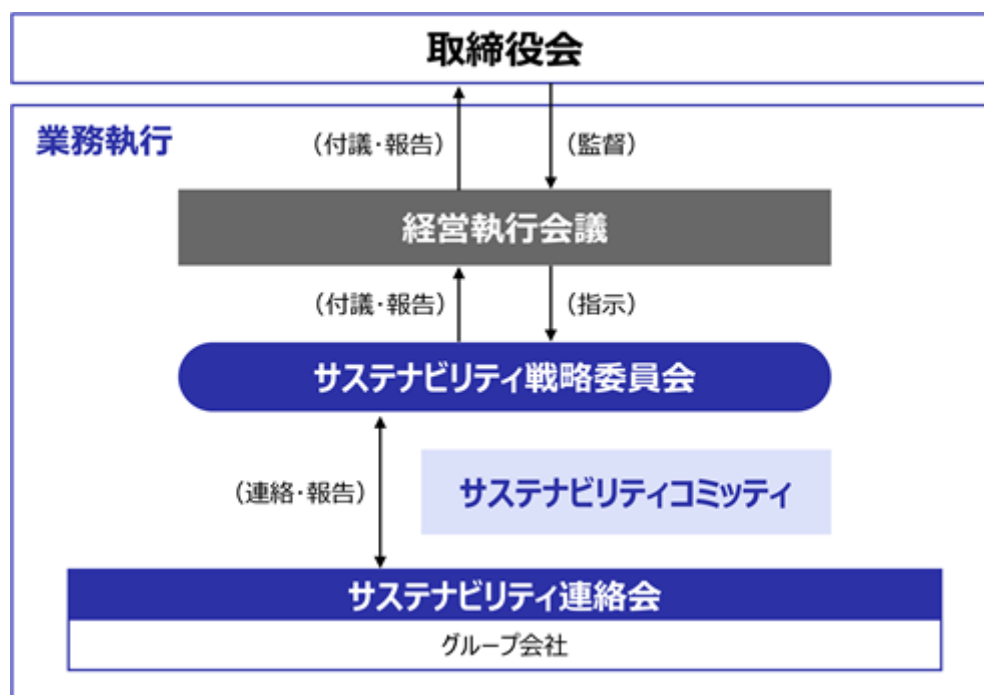 取締役会
業務執行
（付議・報告）
（監督）
経営執行会議
（付議・報告）
（指示）
サステナビリティ戦略委員会
（連絡・報告）
サステナビリティコミッティ
サステナビリティ連絡会
グループ会社